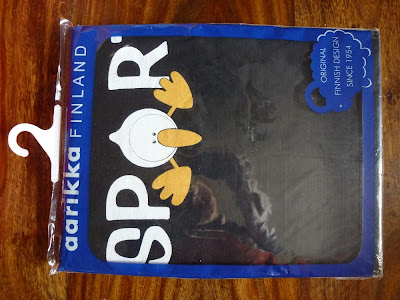 aarikka FINLAND
SPOR
ORIGINAL
FINNISH DESIGN
SINCE 1954